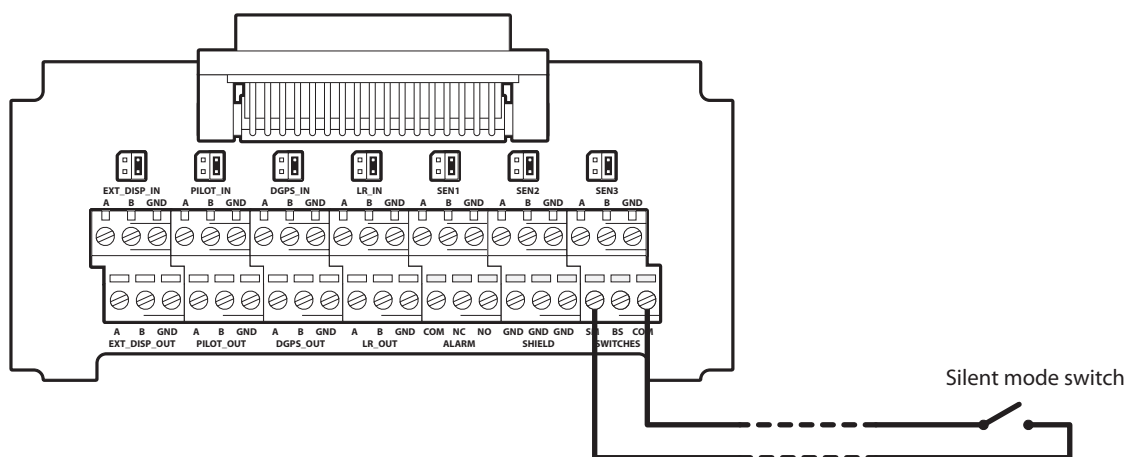 EXT_DISP_IN PILOT_IN DGPS_IN LR_IN SEN1 SEN2 SEN3
A B GND A B GND A B GND A B GND A B GND A B GND A B GND
A B GND A B GND A B GND A B GND COM NC NO GND GND GND SM BS COM
EXT_DISP_OUT PILOT_OUT DGPS_OUT LR_OUT ALARM SHIELD SWITCHES
Silent mode switch